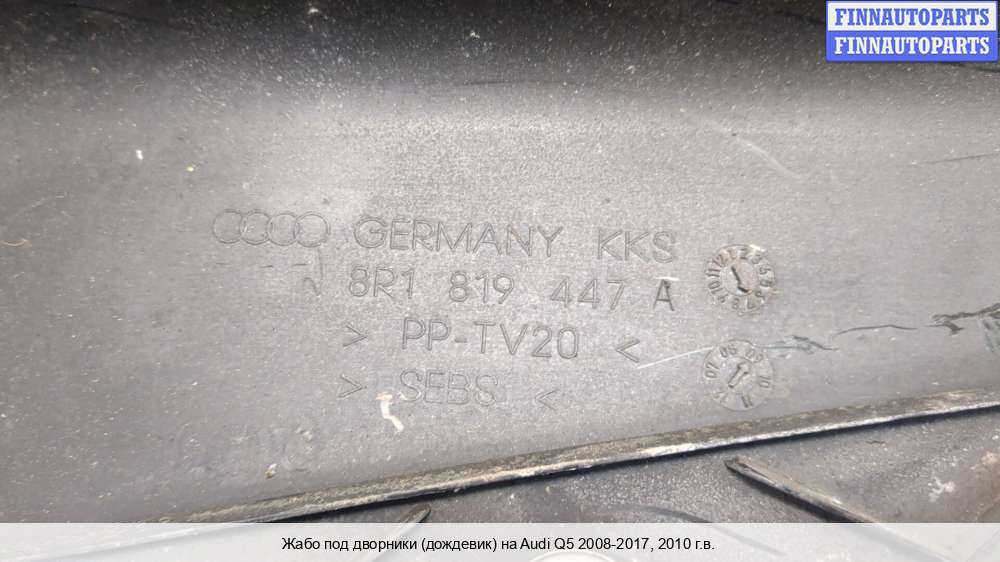 FINNAUTOPARTS
FINNAUTOPARTS
GERMANY KKS
8R1 819 447 A
> PP-TV20 <
> SEBS <
Жабо под дворники (дождевик) на Audi Q5 2008-2017, 2010 г.в.